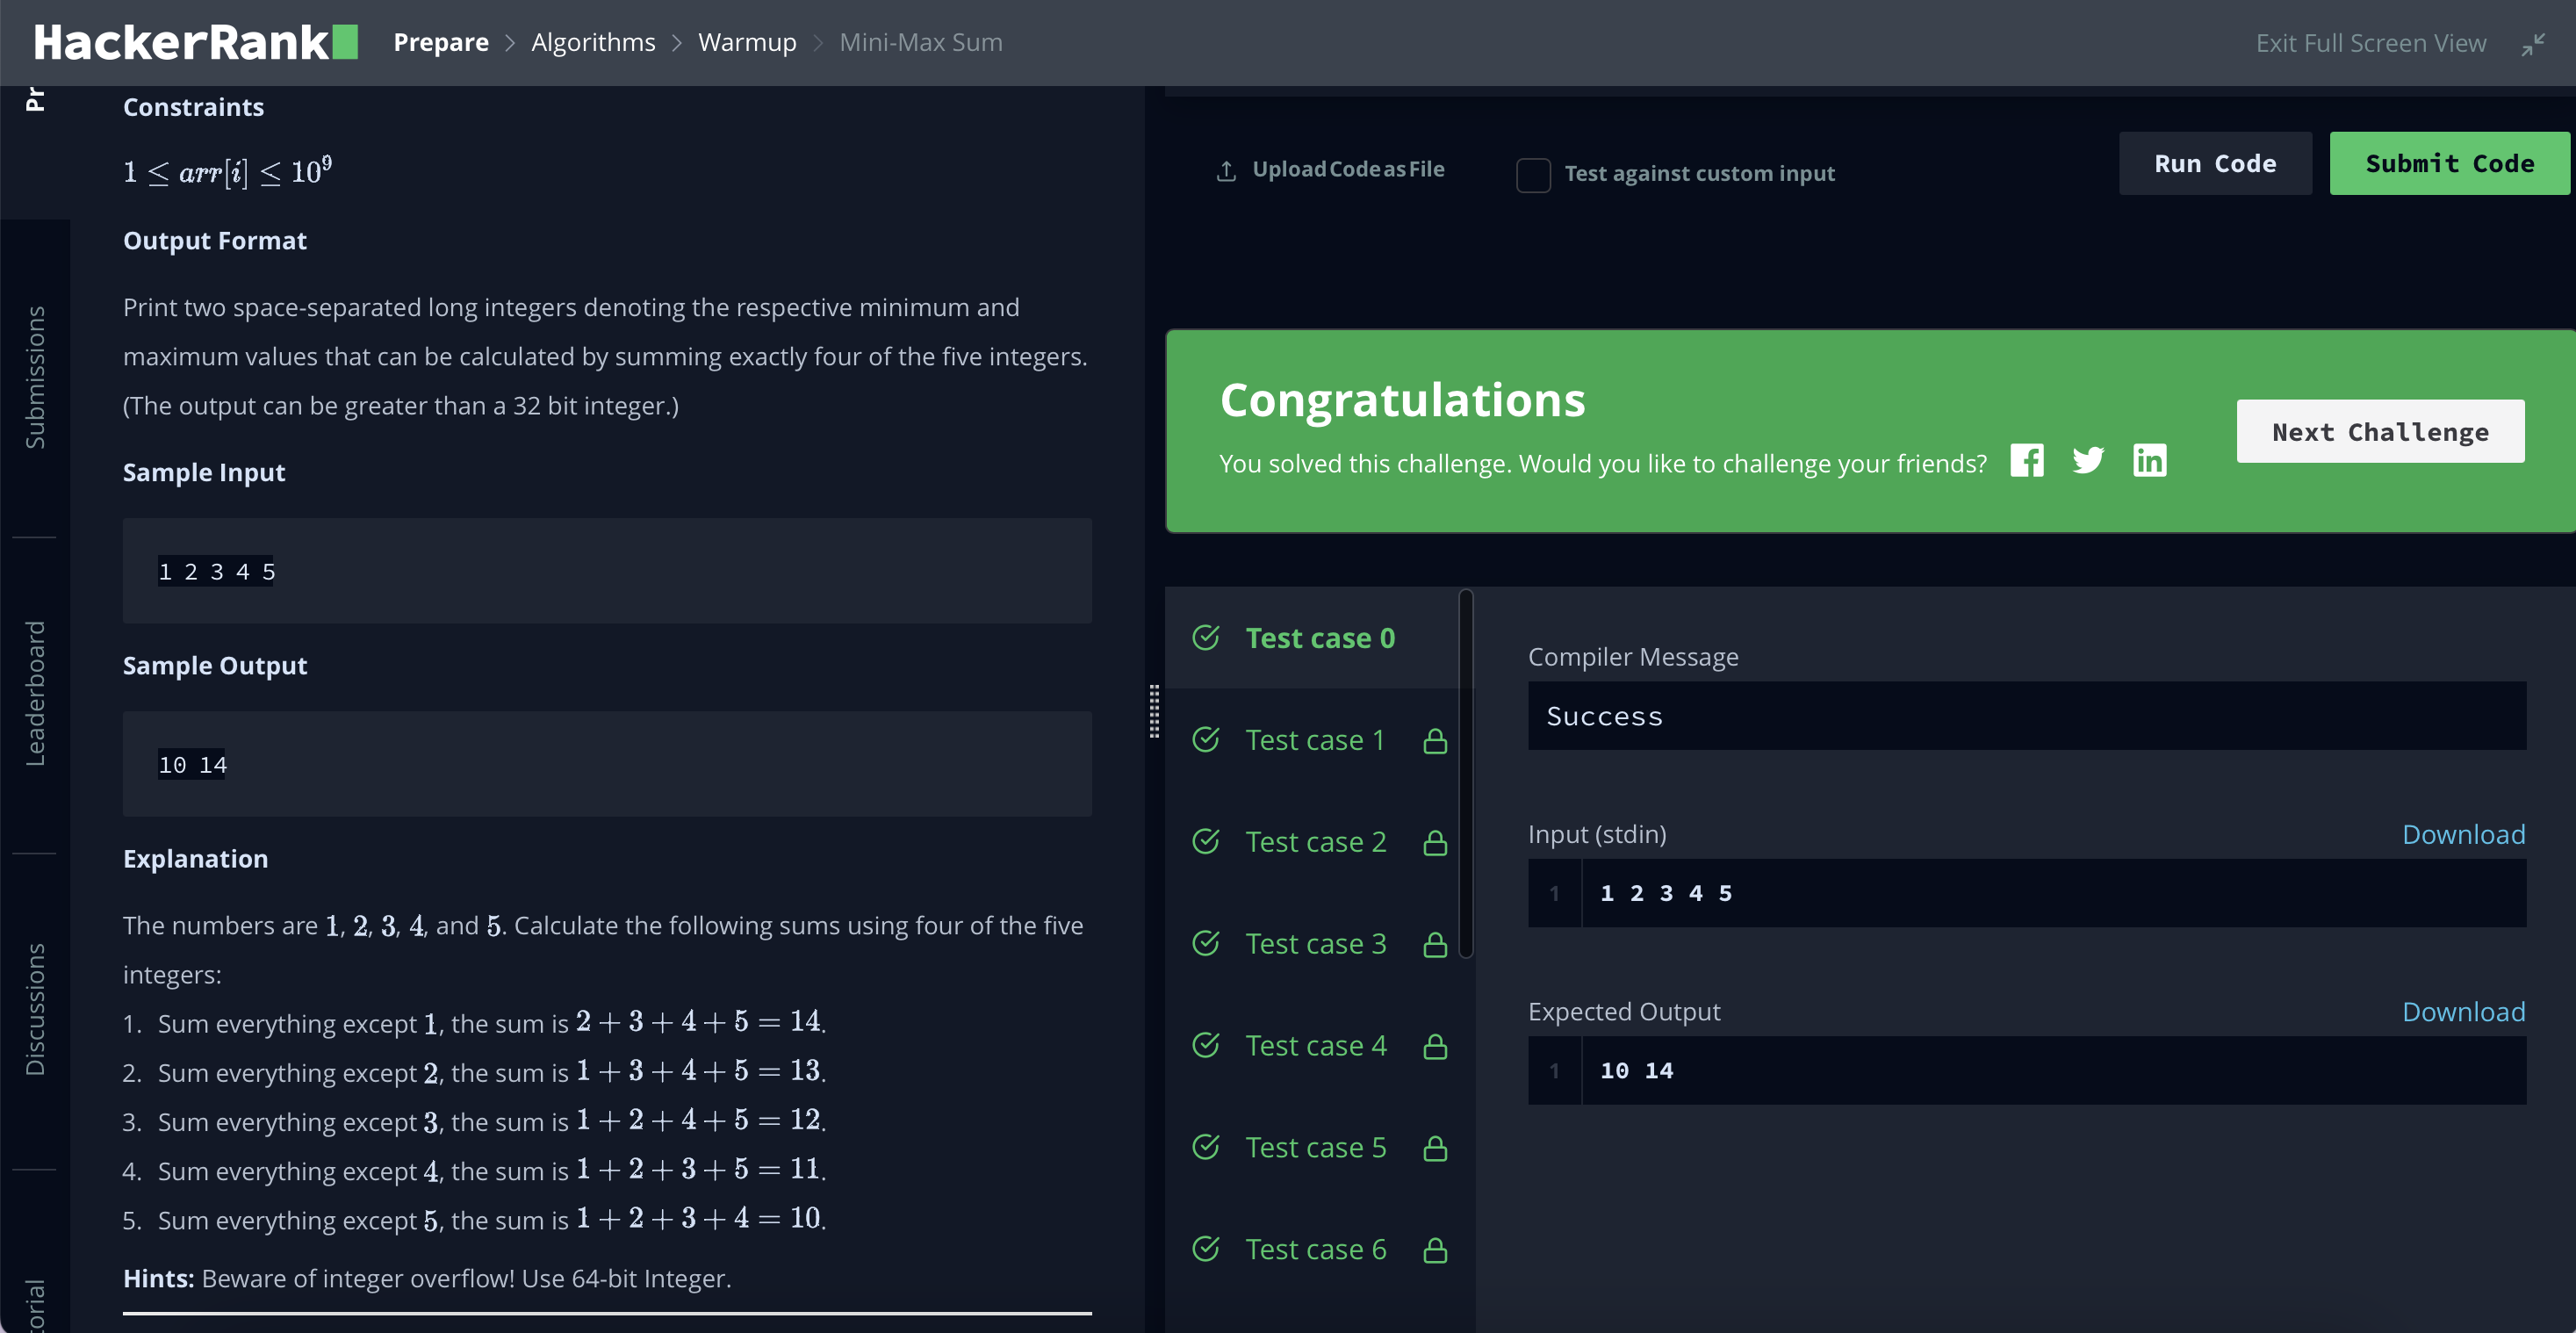 HackerRank
Prepare > Algorithms > Warmup > Mini-Max Sum
Exit Full Screen View
Submissions
Leaderboard
Discussions
Constraints
1 ≤ arr[i] ≤ 10⁹
Output Format
Print two space-separated long integers denoting the respective minimum and
maximum values that can be calculated by summing exactly four of the five integers.
(The output can be greater than a 32 bit integer.)
Sample Input
1 2 3 4 5
Sample Output
10 14
Explanation
The numbers are 1, 2, 3, 4, and 5. Calculate the following sums using four of the five
integers:
1. Sum everything except 1, the sum is 2 + 3 + 4 + 5 = 14.
2. Sum everything except 2, the sum is 1 + 3 + 4 + 5 = 13.
3. Sum everything except 3, the sum is 1 + 2 + 4 + 5 = 12.
4. Sum everything except 4, the sum is 1 + 2 + 3 + 5 = 11.
5. Sum everything except 5, the sum is 1 + 2 + 3 + 4 = 10.
Hints: Beware of integer overflow! Use 64-bit Integer.
Upload Code as File
Test against custom input
Run Code
Submit Code
Congratulations
You solved this challenge. Would you like to challenge your friends?
Next Challenge
Test case 0
Test case 1
Test case 2
Test case 3
Test case 4
Test case 5
Test case 6
Compiler Message
Success
Input (stdin)
Download
1 1 2 3 4 5
Expected Output
Download
1 10 14